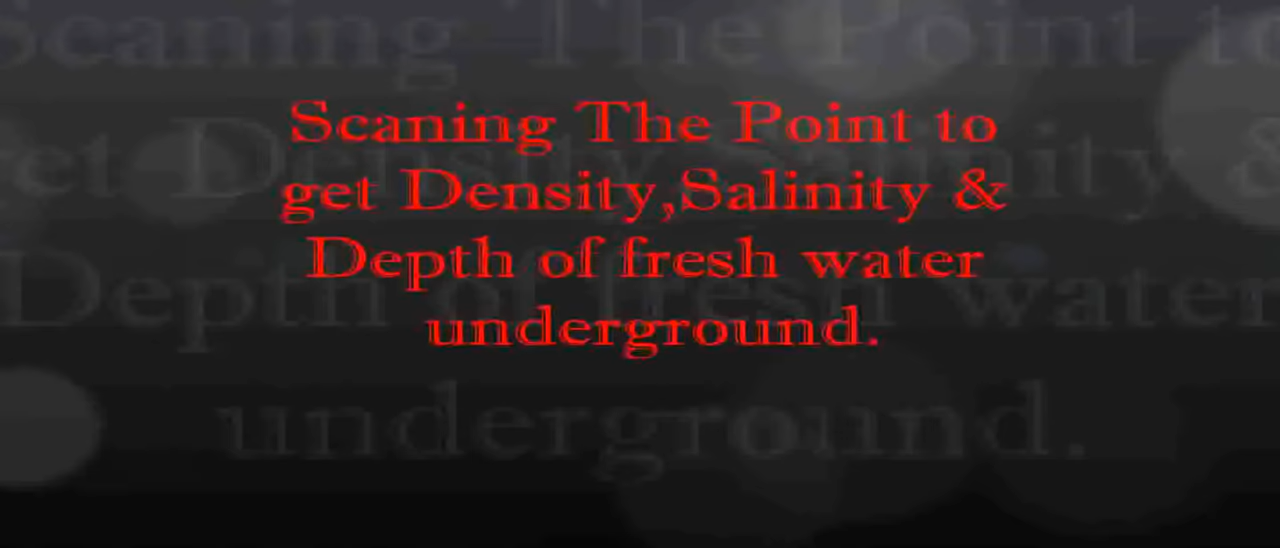 Scaning The Point to
get Density,Salinity &
Depth of fresh water
underground.